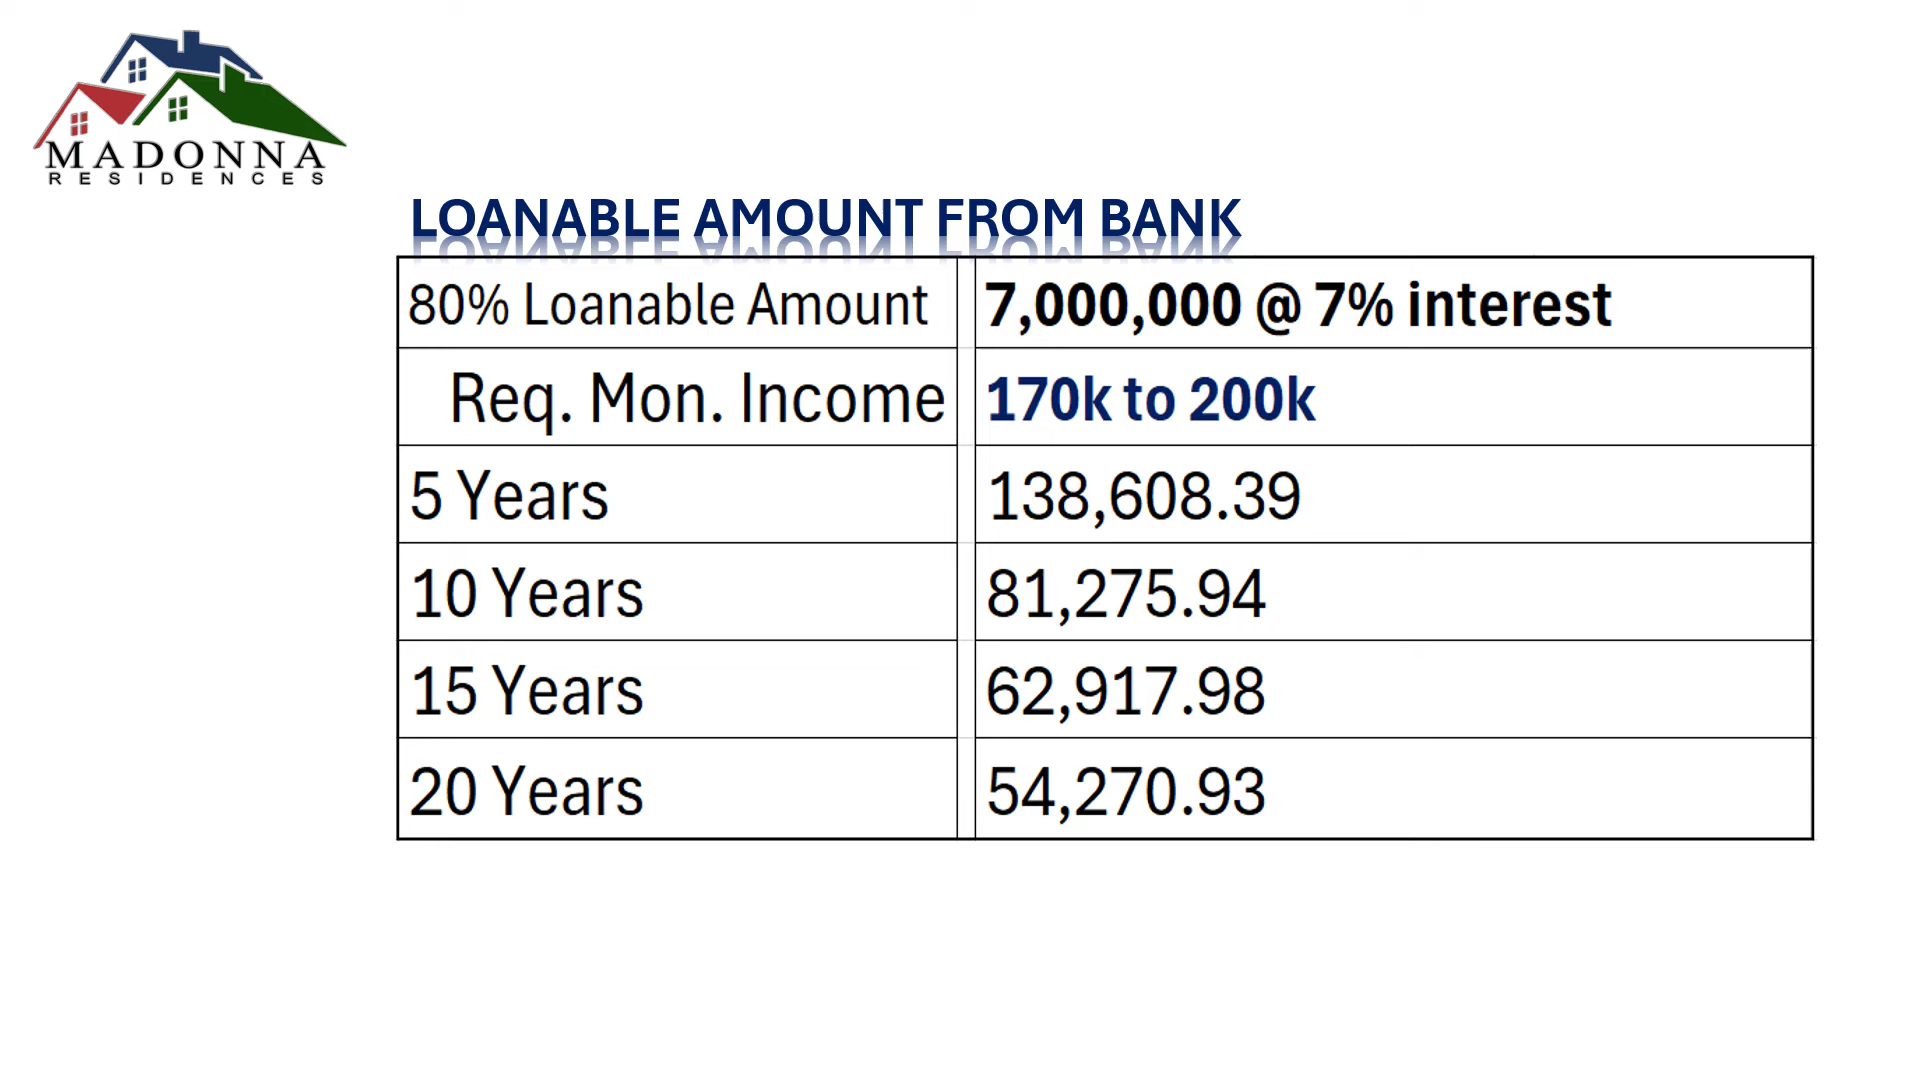 MADONNA
RESIDENCES
LOANABLE AMOUNT FROM BANK
80% Loanable Amount 7,000,000 @ 7% interest
Req. Mon. Income 170k to 200k
5 Years 138,608.39
10 Years 81,275.94
15 Years 62,917.98
20 Years 54,270.93